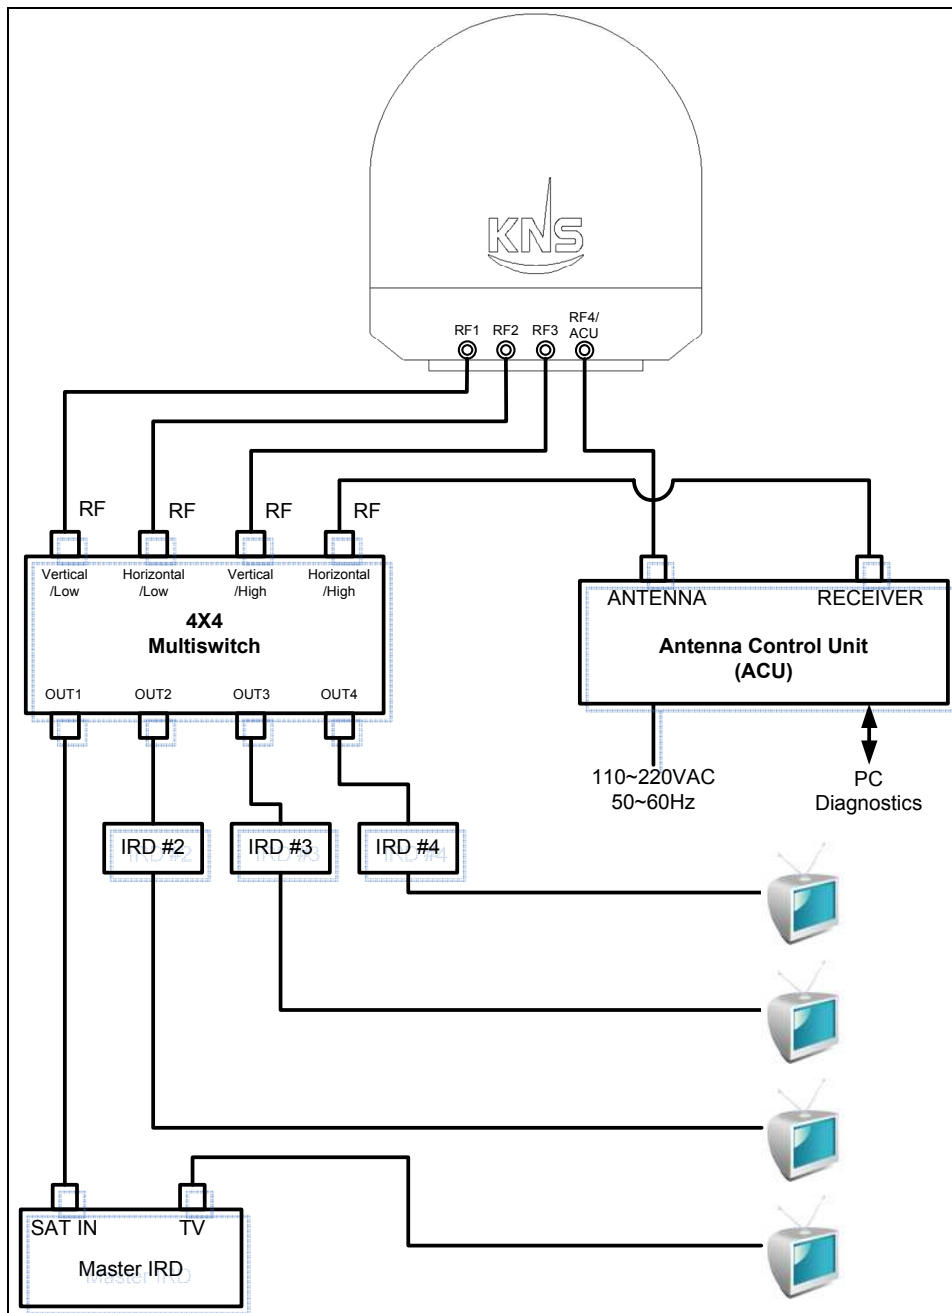 KNS
RF1 RF2 RF3 RF4/
ACU
RF RF RF RF
Vertical
/Low
Horizontal
/Low
Vertical
/High
Horizontal
/High
4X4
Multiswitch
OUT1 OUT2 OUT3 OUT4
ANTENNA RECEIVER
Antenna Control Unit
(ACU)
110~220VAC
50~60Hz
PC
Diagnostics
IRD #2 IRD #3 IRD #4
SAT IN TV
Master IRD